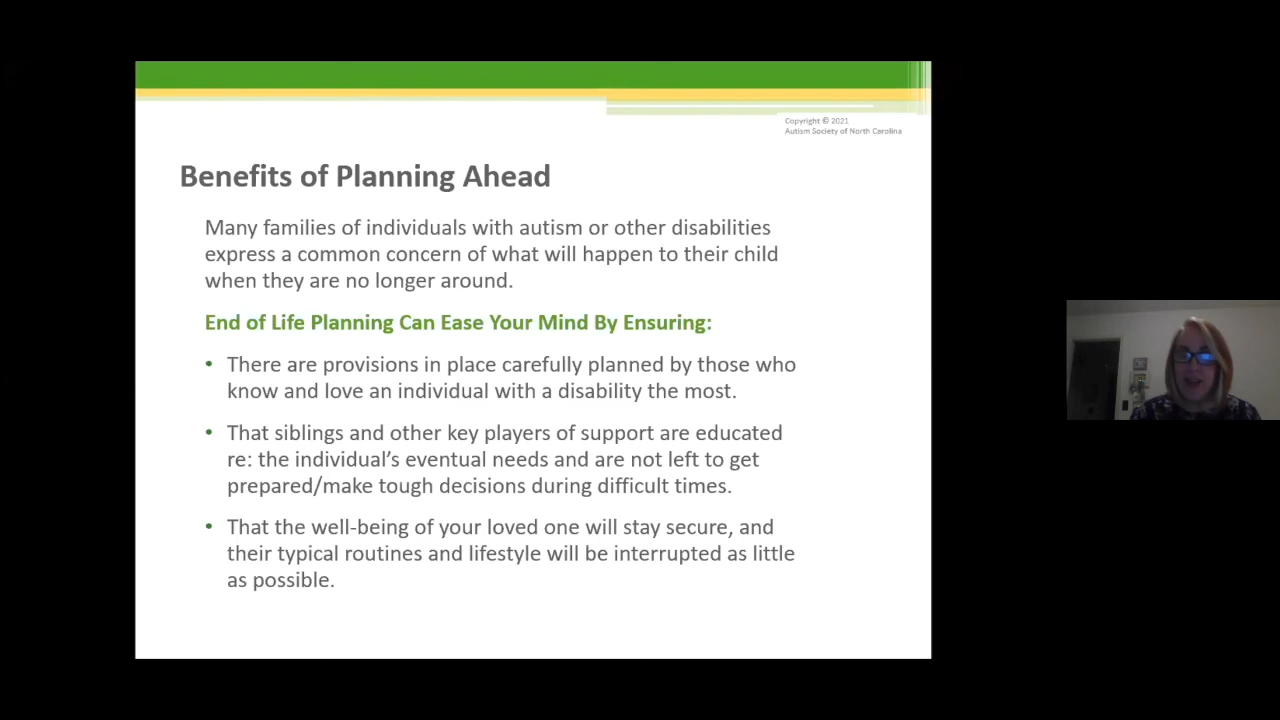 Copyright © 2021
Autism Society of North Carolina
Benefits of Planning Ahead
Many families of individuals with autism or other disabilities
express a common concern of what will happen to their child
when they are no longer around.
End of Life Planning Can Ease Your Mind By Ensuring:
• There are provisions in place carefully planned by those who
know and love an individual with a disability the most.
• That siblings and other key players of support are educated
re: the individual's eventual needs and are not left to get
prepared/make tough decisions during difficult times.
• That the well-being of your loved one will stay secure, and
their typical routines and lifestyle will be interrupted as little
as possible.